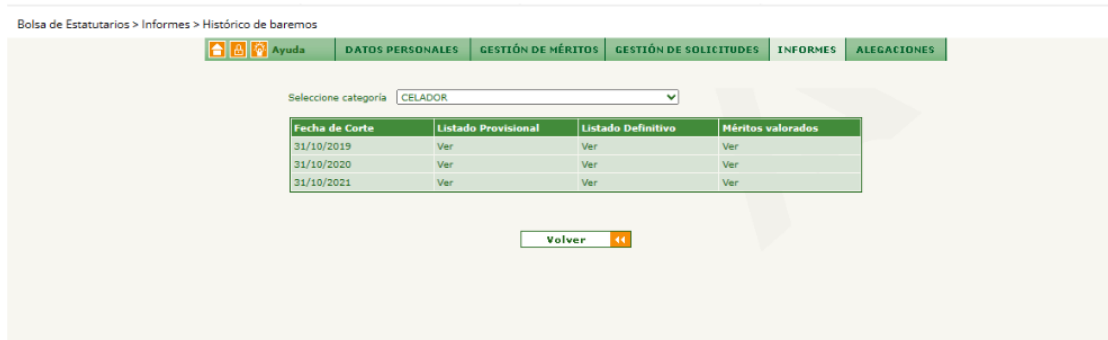 Bolsa de Estatutarios > Informes > Histórico de baremos
Ayuda DATOS PERSONALES GESTIÓN DE MÉRITOS GESTIÓN DE SOLICITUDES INFORMES ALEGACIONES
Seleccione categoría CELADOR
Fecha de Corte Listado Provisional Listado Definitivo Méritos valorados
31/10/2019 Ver Ver Ver
31/10/2020 Ver Ver Ver
31/10/2021 Ver Ver Ver
Volver